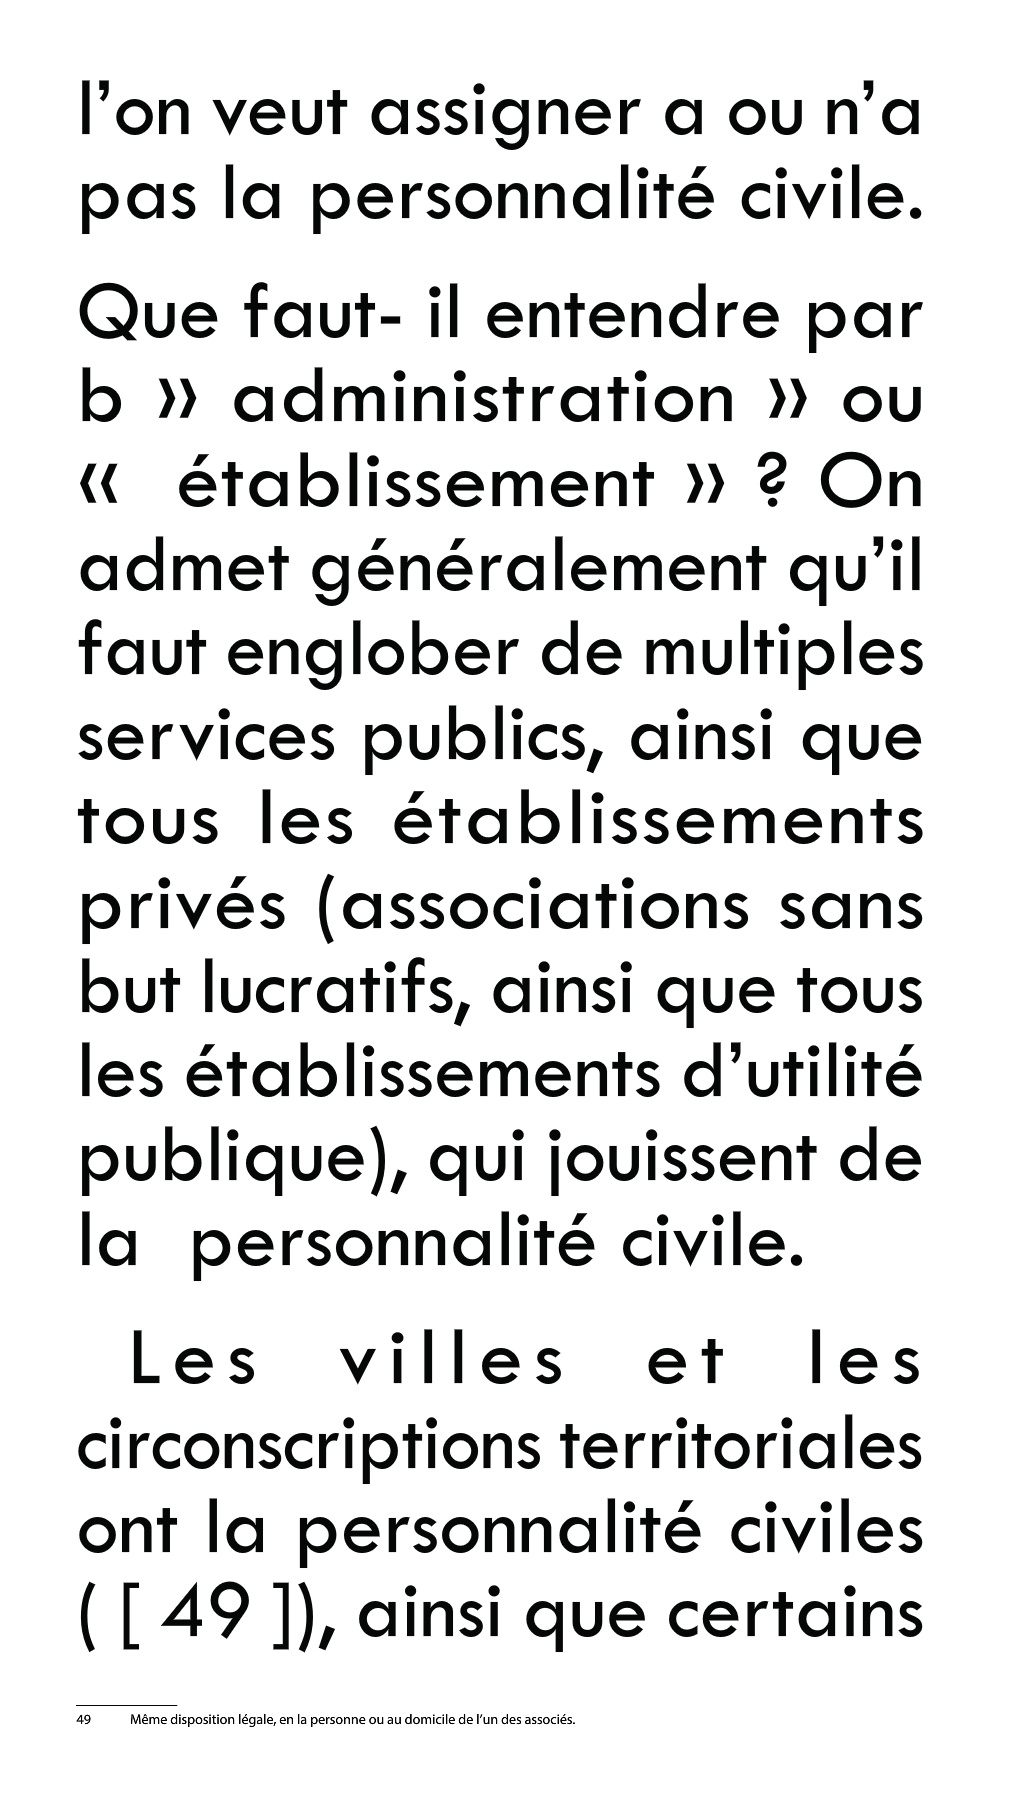 l’on veut assigner a ou n’a
pas la personnalité civile.
Que faut- il entendre par
b » administration » ou
« établissement » ? On
admet généralement qu’il
faut englober de multiples
services publics, ainsi que
tous les établissements
privés (associations sans
but lucratifs, ainsi que tous
les établissements d’utilité
publique), qui jouissent de
la personnalité civile.
Les villes et les
circonscriptions territoriales
ont la personnalité civiles
( [ 49 ]), ainsi que certains
49 Même disposition légale, en la personne ou au domicile de l’un des associés.